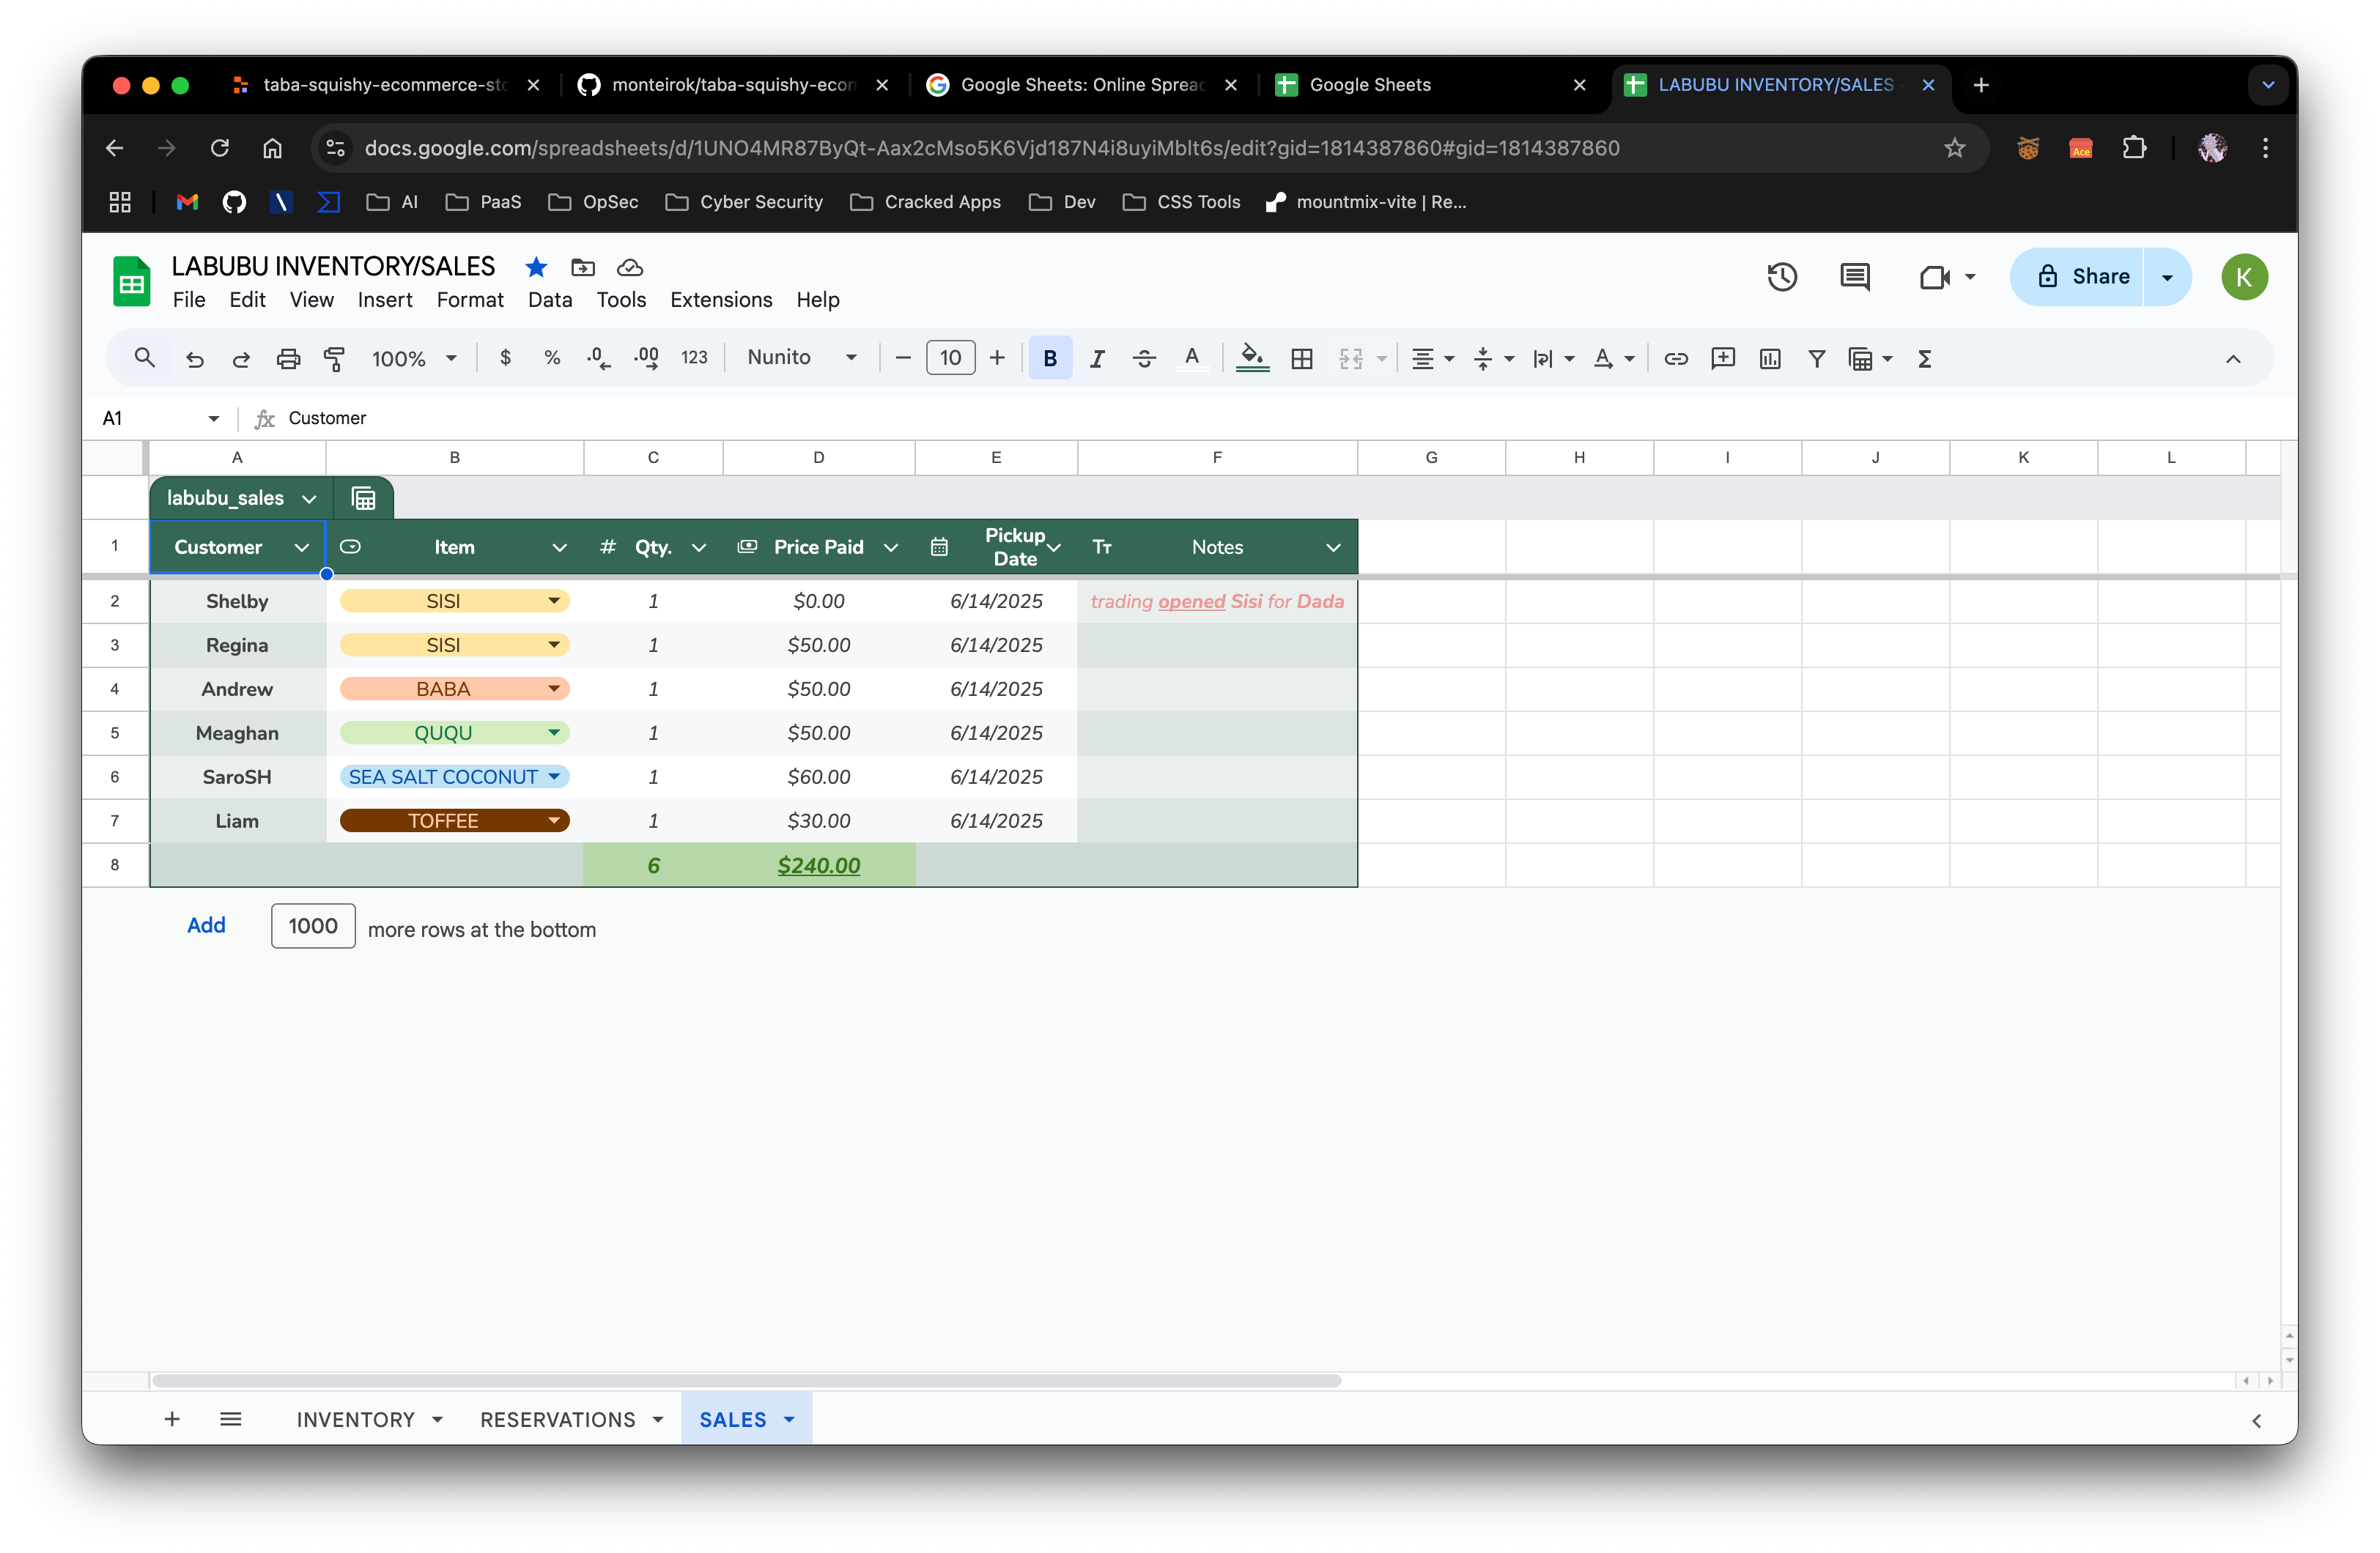 taba-squishy-ecommerce-sto
monteirok/taba-squishy-econ
Google Sheets: Online Spread
Google Sheets
LABUBU INVENTORY/SALES
docs.google.com/spreadsheets/d/1UNO4MR87ByQt-Aax2cMso5K6Vjd187N4i8uyiMbIt6s/edit?gid=1814387860#gid=1814387860
Ace
AI PaaS OpSec Cyber Security Cracked Apps Dev CSS Tools mountmix-vite | Re...
LABUBU INVENTORY/SALES
File Edit View Insert Format Data Tools Extensions Help
Share
K
100% $ % .0 .00 123 Nunito 10 B I A Σ
A1 fx Customer
A B C D E F G H I J K L
labubu_sales
1 Customer Item # Qty. Price Paid Pickup Date Tт Notes
2 Shelby SISI 1 $0.00 6/14/2025 trading opened Sisi for Dada
3 Regina SISI 1 $50.00 6/14/2025
4 Andrew BABA 1 $50.00 6/14/2025
5 Meaghan QUQU 1 $50.00 6/14/2025
6 SaroSH SEA SALT COCONUT 1 $60.00 6/14/2025
7 Liam TOFFEE 1 $30.00 6/14/2025
8 6 $240.00
Add 1000 more rows at the bottom
INVENTORY RESERVATIONS SALES